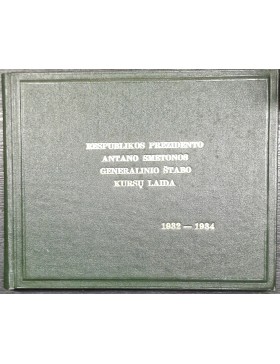 RESPUBLIKOS PREZIDENTO
ANTANO SMETONOS
GENERALINIO ŠTABO
KURSŲ LAIDA
1932 — 1934